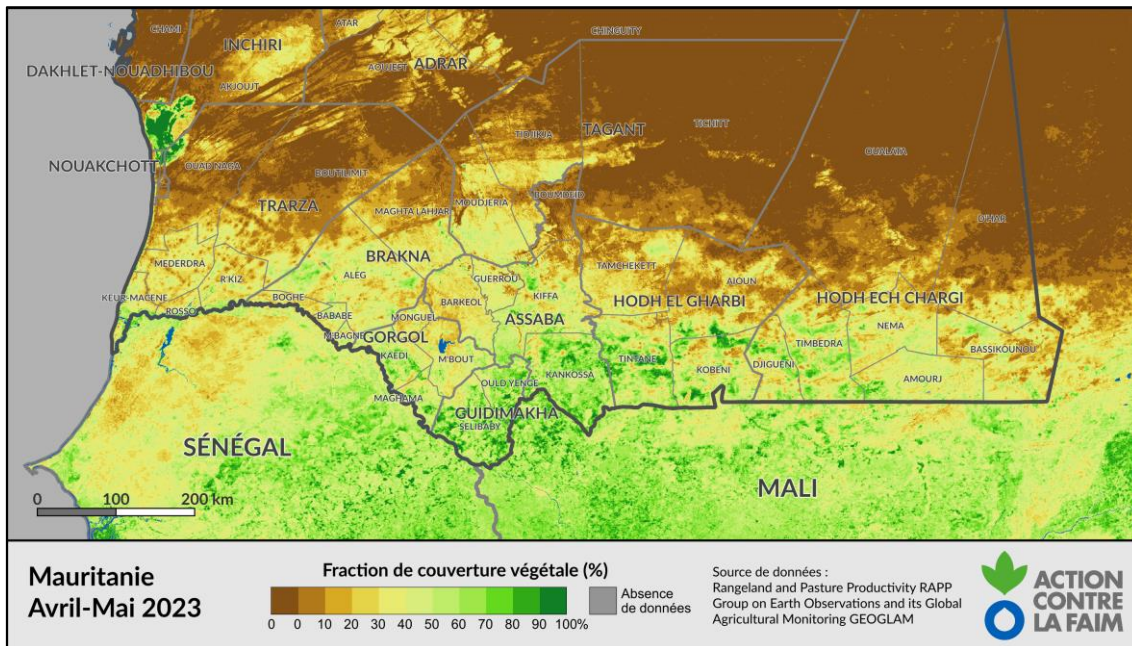 CHAMI
ATAR
CHINGUITY
INCHIRI
ADRAR
AOUJEFT
DAKHLET-NOUADHIBOU
AKJOUJT
TIDJIKJA
TAGANT
TICHITT
OUALATA
NOUAKCHOTT
OUAD NAGA
BOUTILIMIT
BOUMDEID
TRARZA
MAGHTA LAHJAR
MOUDJERIA
O'HAR
MEDERDRA
R'KIZ
BRAKNA
ALEG
GUERROU
TAMCHEKETT
AIOUN
KEUR-MACENE
ROSSO
BOGHE
BARKEOL
KIFFA
HODH EL GHARBI
HODH ECH CHARGI
BABABE
MONGUEL
ASSABA
NEMA
M'BAGNE
GORGOL
TIMBEDRA
BASSIKOUNOU
KAEDI
M'BOUT
TINTANE
KOBENI
DJIGUENI
OULD YENGE
KANKOSSA
AMOURJ
MAGHAMA
GUIDIMAKHA
SELIBABY
SÉNÉGAL
MALI
0 100 200 km
Mauritanie
Avril-Mai 2023
Fraction de couverture végétale (%)
0 0 10 20 30 40 50 60 70 80 90 100%
Absence
de données
Source de données :
Rangeland and Pasture Productivity RAPP
Group on Earth Observations and its Global
Agricultural Monitoring GEOGLAM
ACTION
CONTRE
LA FAIM